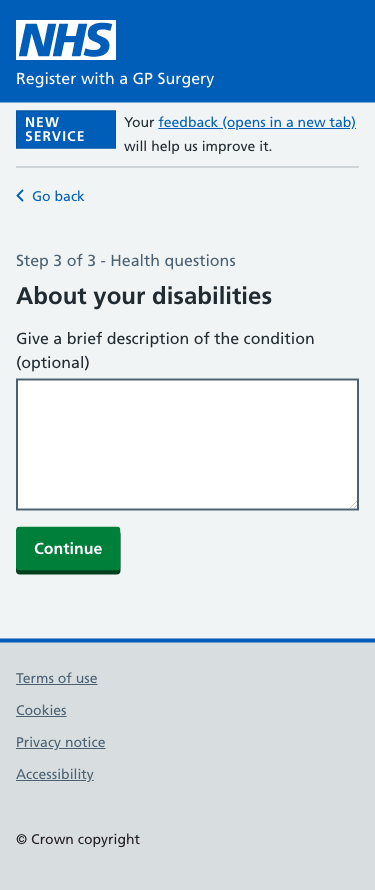 NHS
Register with a GP Surgery
NEW
SERVICE
Your feedback (opens in a new tab)
will help us improve it.
Go back
Step 3 of 3 - Health questions
About your disabilities
Give a brief description of the condition
(optional)
Continue
Terms of use
Cookies
Privacy notice
Accessibility
© Crown copyright